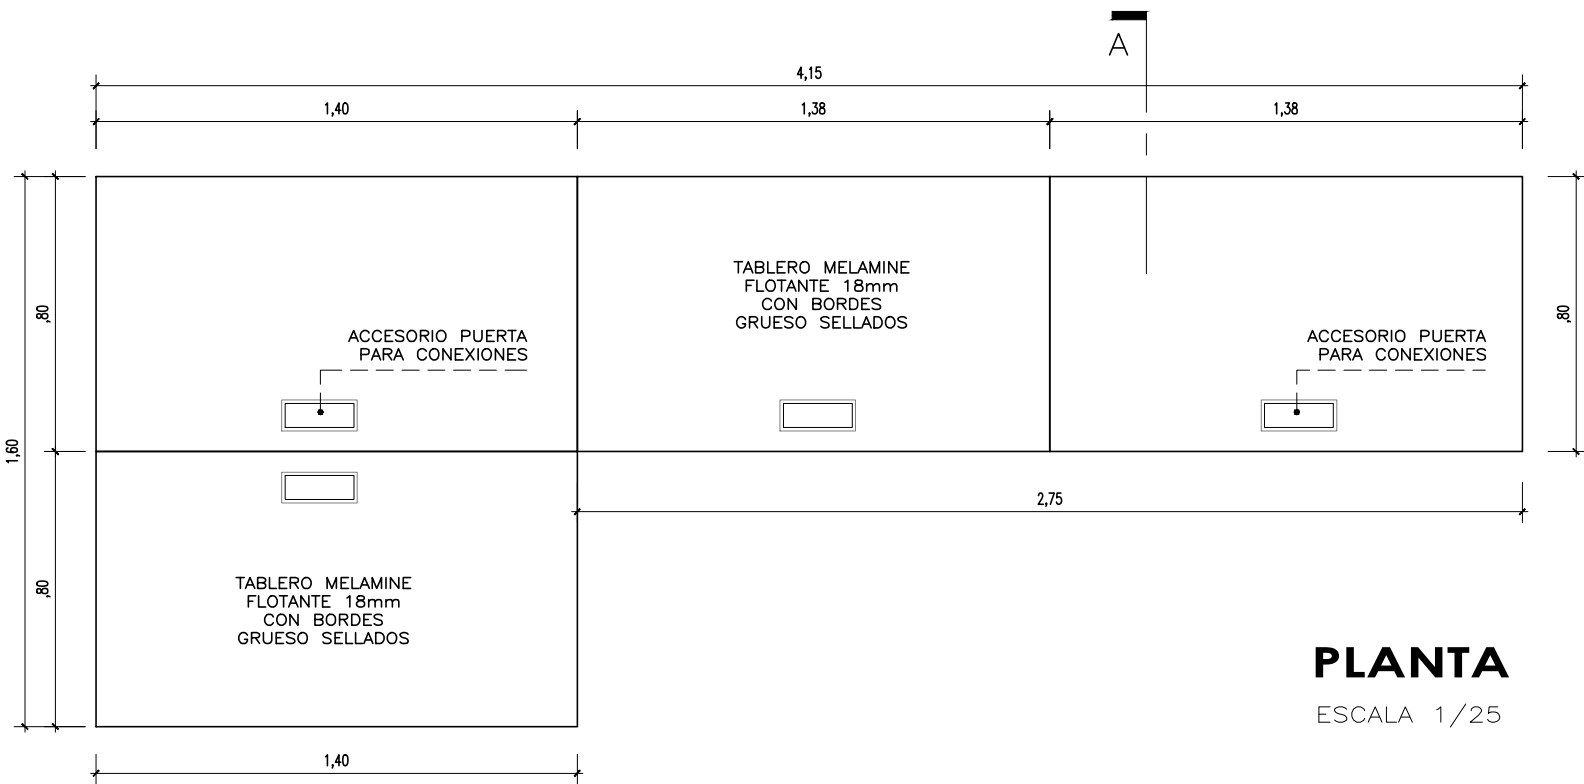 A
4,15
1,40
1,38
1,38
TABLERO MELAMINE
FLOTANTE 18mm
CON BORDES
GRUESO SELLADOS
,80
,80
ACCESORIO PUERTA
PARA CONEXIONES
ACCESORIO PUERTA
PARA CONEXIONES
1,60
2,75
,80
TABLERO MELAMINE
FLOTANTE 18mm
CON BORDES
GRUESO SELLADOS
PLANTA
ESCALA 1/25
1,40